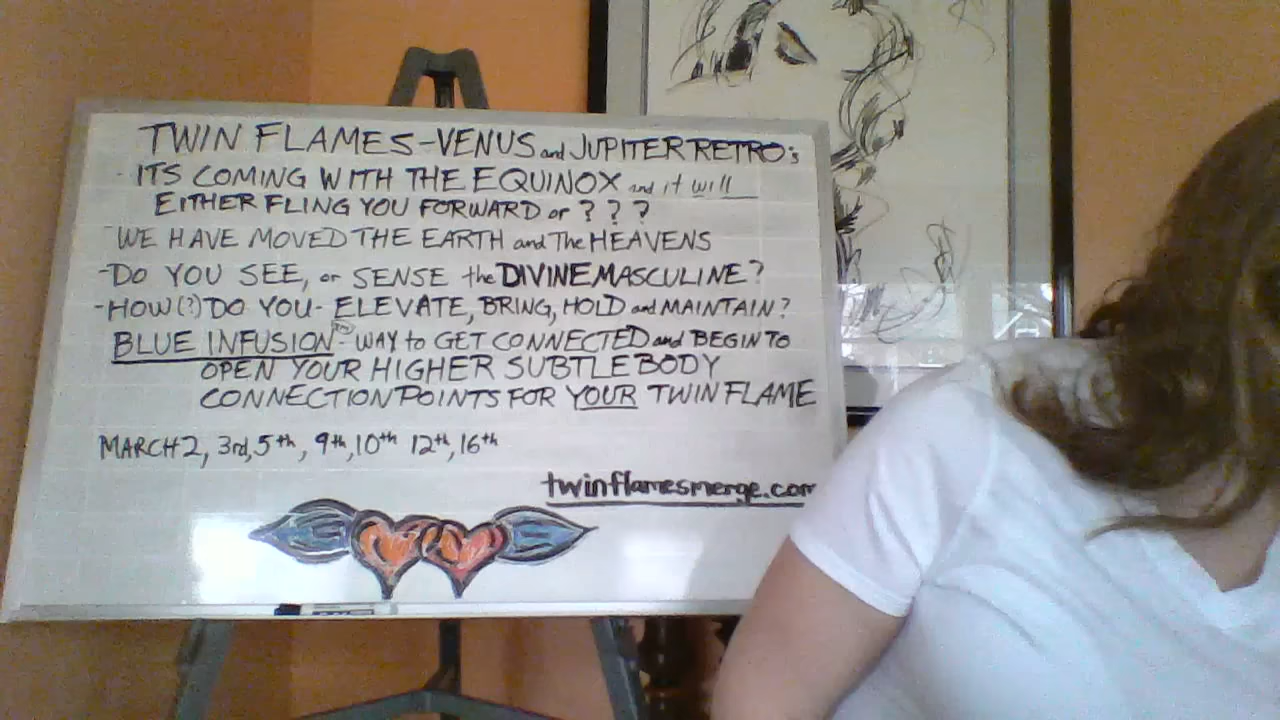 TWIN FLAMES-VENUS and JUPITER RETRO's
- ITS COMING WITH THE EQUINOX and it will
EITHER FLING YOU FORWARD or ? ? ?
-WE HAVE MOVED THE EARTH and The HEAVENS
-DO YOU SEE, or SENSE the DIVINE MASCULINE?
-HOW(?) DO YOU- ELEVATE, BRING, HOLD and MAINTAIN?
BLUE INFUSION - WAY to GET CONNECTED and BEGIN TO
OPEN YOUR HIGHER SUBTLE BODY
CONNECTION POINTS FOR YOUR TWIN FLAME
MARCH 2, 3rd, 5th, 9th, 10th 12th, 16th
twinflamesmerge.com